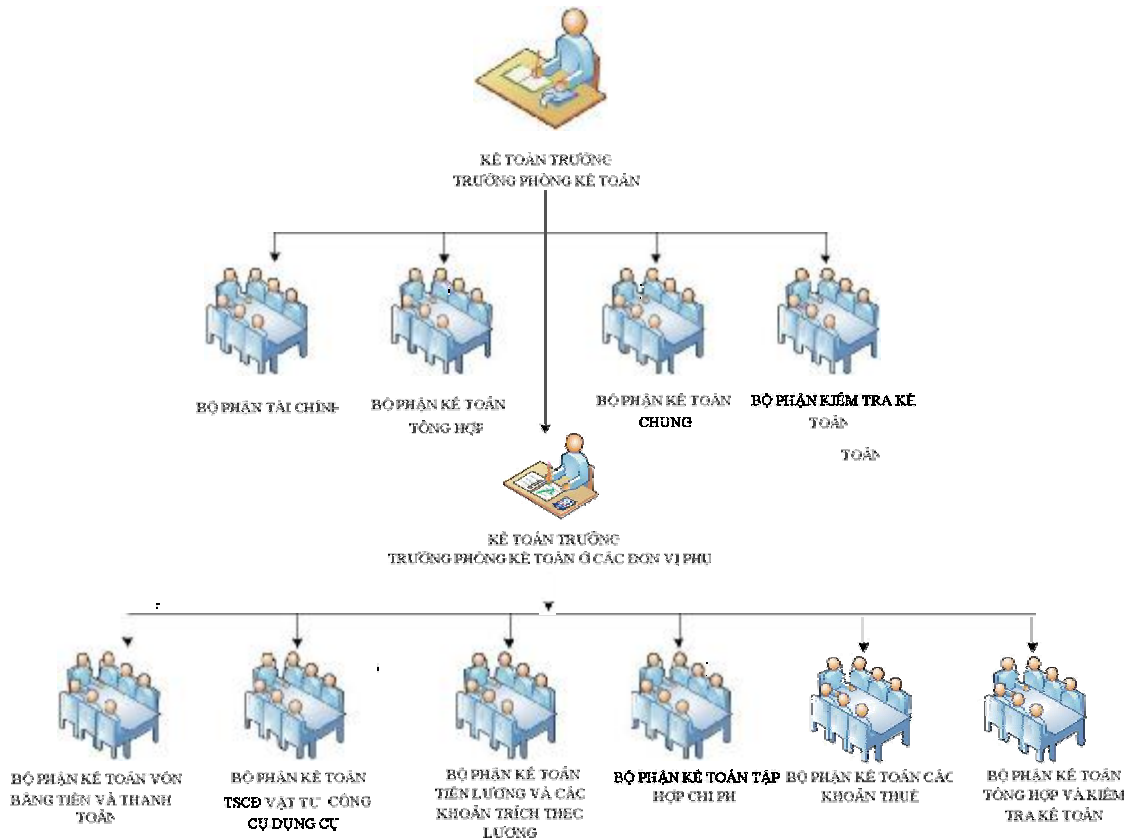 KẾ TOÁN TRƯỞNG
TRƯỞNG PHÒNG KẾ TOÁN
BỘ PHẬN TÀI CHÍNH
BỘ PHẬN KẾ TOÁN
TỔNG HỢP
BỘ PHẬN KẾ TOÁN
CHUNG
BỘ PHẬN KIỂM TRA KẾ
TOÁN
TOÁN
KẾ TOÁN TRƯỞNG
TRƯỞNG PHÒNG KẾ TOÁN Ở CÁC ĐƠN VỊ PHỤ
BỘ PHẬN KẾ TOÁN VỐN
BẰNG TIỀN VÀ THANH
TOÁN
BỘ PHẬN KẾ TOÁN
TSCĐ VẬT TƯ CÔNG
CỤ DỤNG CỤ
BỘ PHẬN KẾ TOÁN
TIỀN LƯƠNG VÀ CÁC
KHOẢN TRÍCH THEO
LƯƠNG
BỘ PHẬN KẾ TOÁN TẬP
HỢP CHI PH
BỘ PHẬN KẾ TOÁN CÁC
KHOẢN THUẾ
BỘ PHẬN KẾ TOÁN
TỔNG HỢP VÀ KIỂM
TRA KẾ TOÁN